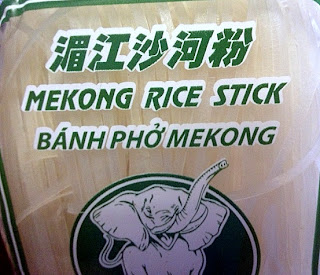 湄江沙河粉
MEKONG RICE STICK
BÁNH PHỞ MEKONG